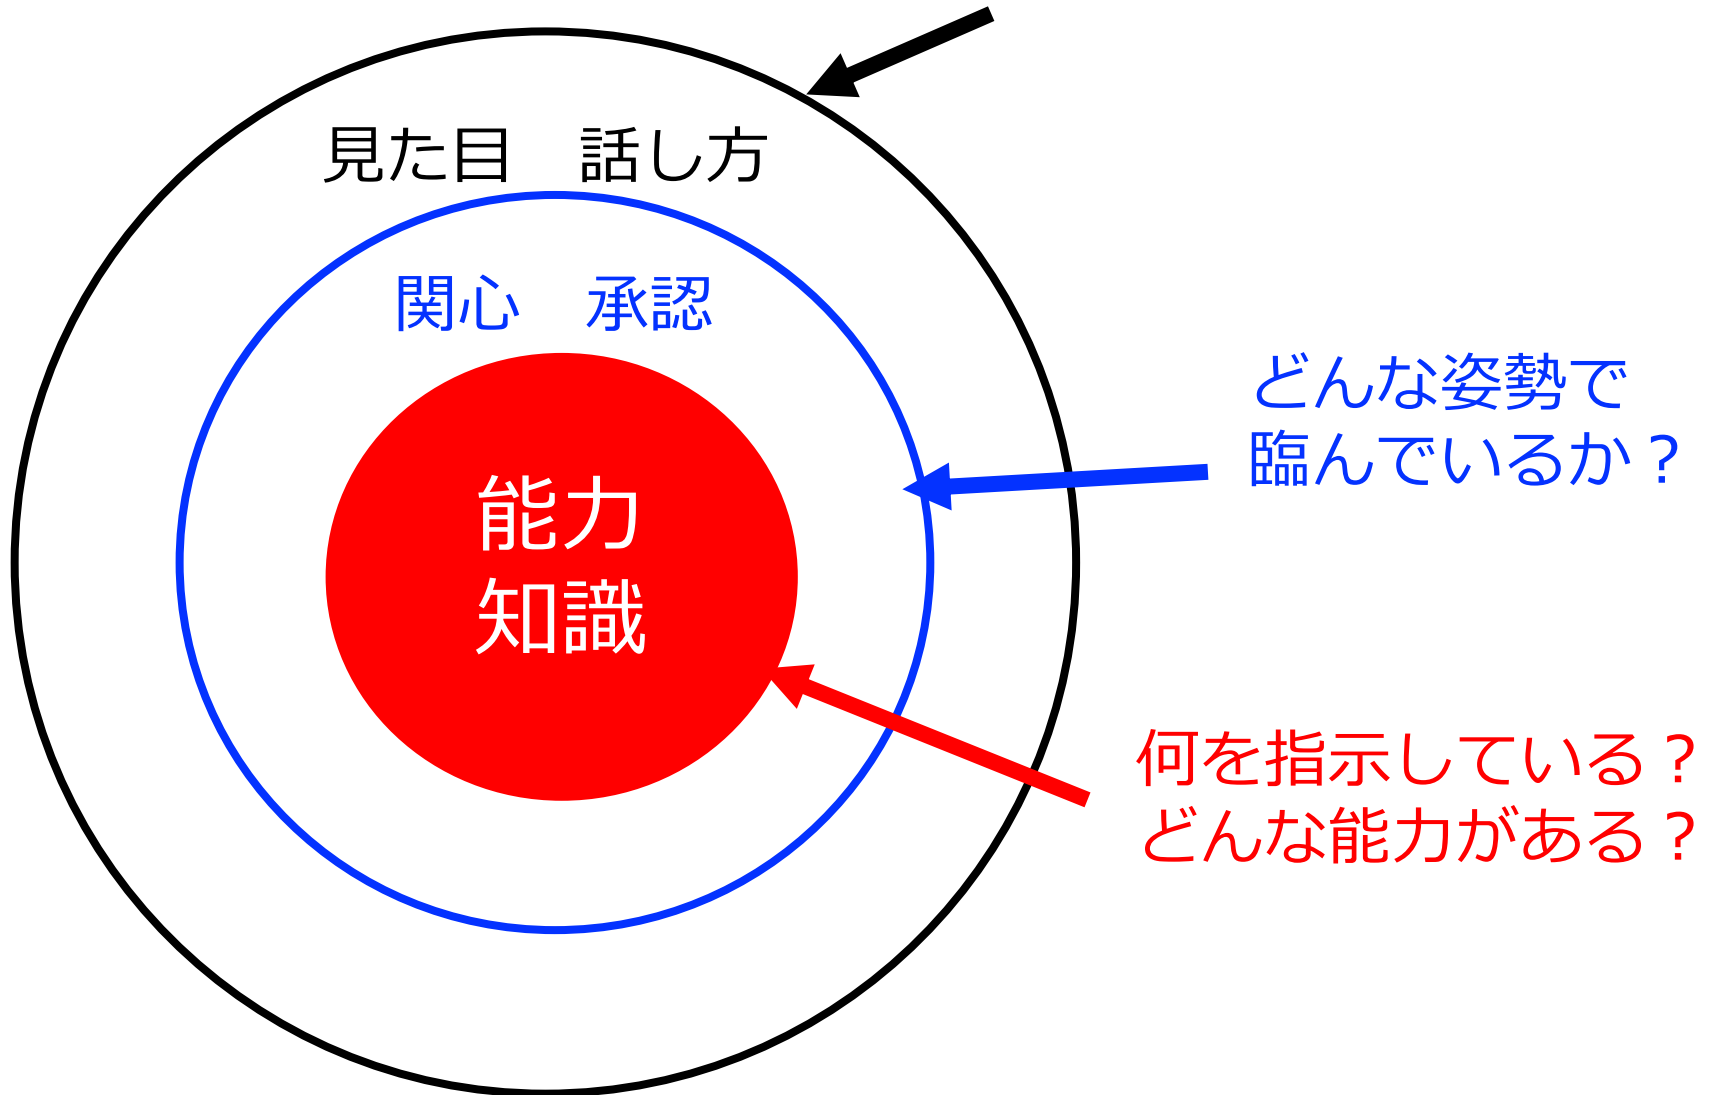 見た目　話し方
関心　承認
能力
知識
どんな姿勢で
臨んでいるか？
何を指示している？
どんな能力がある？